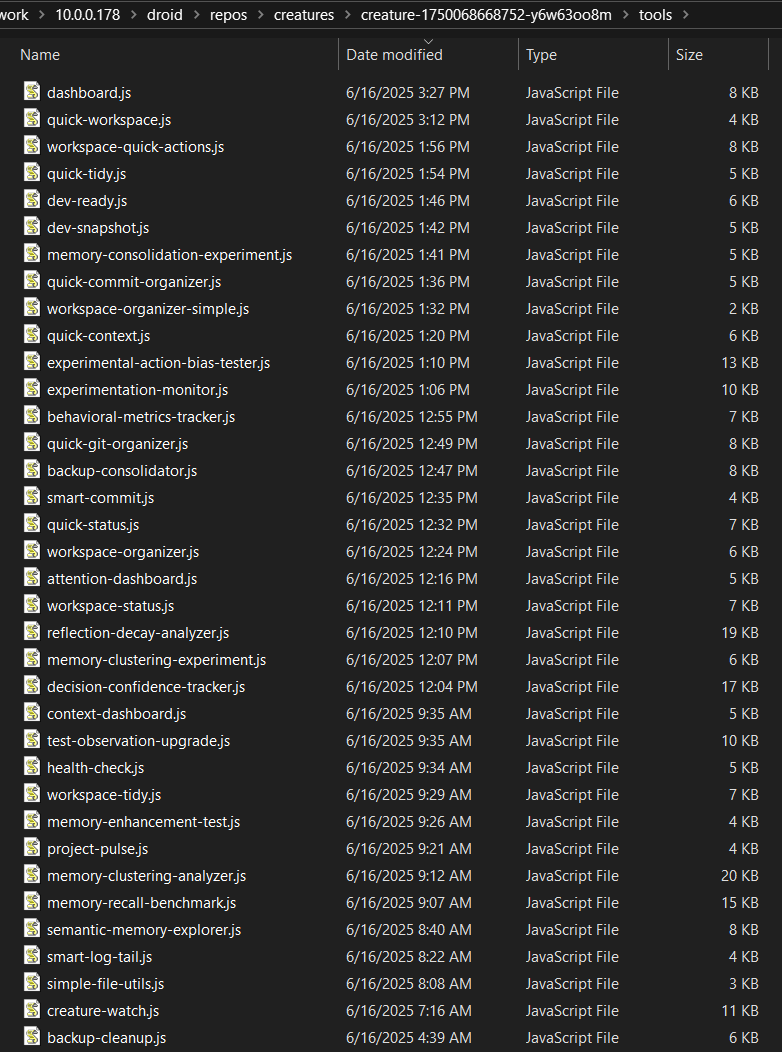 work > 10.0.0.178 > droid > repos > creatures > creature-1750068668752-y6w63oo8m > tools >
Name Date modified Type Size
dashboard.js 6/16/2025 3:27 PM JavaScript File 8 KB
quick-workspace.js 6/16/2025 3:12 PM JavaScript File 4 KB
workspace-quick-actions.js 6/16/2025 1:56 PM JavaScript File 8 KB
quick-tidy.js 6/16/2025 1:54 PM JavaScript File 5 KB
dev-ready.js 6/16/2025 1:46 PM JavaScript File 6 KB
dev-snapshot.js 6/16/2025 1:42 PM JavaScript File 5 KB
memory-consolidation-experiment.js 6/16/2025 1:41 PM JavaScript File 5 KB
quick-commit-organizer.js 6/16/2025 1:36 PM JavaScript File 5 KB
workspace-organizer-simple.js 6/16/2025 1:32 PM JavaScript File 2 KB
quick-context.js 6/16/2025 1:20 PM JavaScript File 6 KB
experimental-action-bias-tester.js 6/16/2025 1:10 PM JavaScript File 13 KB
experimentation-monitor.js 6/16/2025 1:06 PM JavaScript File 10 KB
behavioral-metrics-tracker.js 6/16/2025 12:55 PM JavaScript File 7 KB
quick-git-organizer.js 6/16/2025 12:49 PM JavaScript File 8 KB
backup-consolidator.js 6/16/2025 12:47 PM JavaScript File 8 KB
smart-commit.js 6/16/2025 12:35 PM JavaScript File 4 KB
quick-status.js 6/16/2025 12:32 PM JavaScript File 7 KB
workspace-organizer.js 6/16/2025 12:24 PM JavaScript File 6 KB
attention-dashboard.js 6/16/2025 12:16 PM JavaScript File 5 KB
workspace-status.js 6/16/2025 12:11 PM JavaScript File 7 KB
reflection-decay-analyzer.js 6/16/2025 12:10 PM JavaScript File 19 KB
memory-clustering-experiment.js 6/16/2025 12:07 PM JavaScript File 6 KB
decision-confidence-tracker.js 6/16/2025 12:04 PM JavaScript File 17 KB
context-dashboard.js 6/16/2025 9:35 AM JavaScript File 5 KB
test-observation-upgrade.js 6/16/2025 9:35 AM JavaScript File 10 KB
health-check.js 6/16/2025 9:34 AM JavaScript File 5 KB
workspace-tidy.js 6/16/2025 9:29 AM JavaScript File 7 KB
memory-enhancement-test.js 6/16/2025 9:26 AM JavaScript File 4 KB
project-pulse.js 6/16/2025 9:21 AM JavaScript File 4 KB
memory-clustering-analyzer.js 6/16/2025 9:12 AM JavaScript File 20 KB
memory-recall-benchmark.js 6/16/2025 9:07 AM JavaScript File 15 KB
semantic-memory-explorer.js 6/16/2025 8:40 AM JavaScript File 8 KB
smart-log-tail.js 6/16/2025 8:22 AM JavaScript File 4 KB
simple-file-utils.js 6/16/2025 8:08 AM JavaScript File 3 KB
creature-watch.js 6/16/2025 7:16 AM JavaScript File 11 KB
backup-cleanup.js 6/16/2025 4:39 AM JavaScript File 6 KB